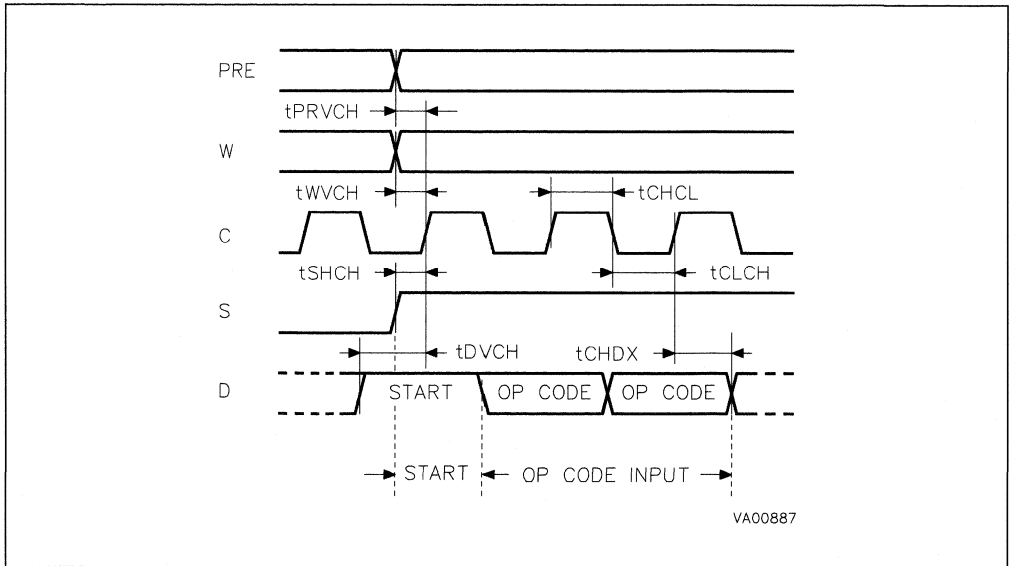 PRE
tPRVCH
W
tWVCH
tCHCL
C
tSHCH
tCLCH
S
tDVCH
tCHDX
D
START
OP CODE
OP CODE
START
OP CODE INPUT
VA00887